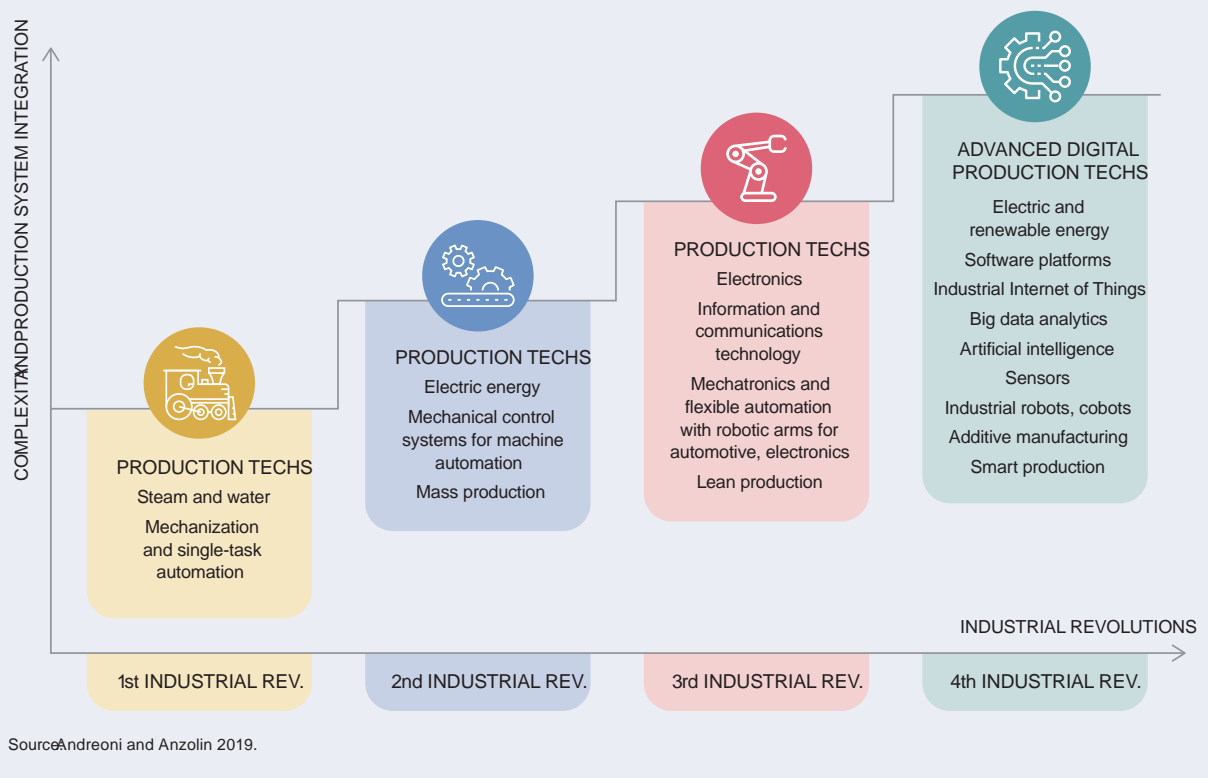 COMPLEXITY AND PRODUCTION SYSTEM INTEGRATION
PRODUCTION TECHS
Steam and water
Mechanization
and single-task
automation
PRODUCTION TECHS
Electric energy
Mechanical control
systems for machine
automation
Mass production
PRODUCTION TECHS
Electronics
Information and
communications
technology
Mechatronics and
flexible automation
with robotic arms for
automotive, electronics
Lean production
ADVANCED DIGITAL
PRODUCTION TECHS
Electric and
renewable energy
Software platforms
Industrial Internet of Things
Big data analytics
Artificial intelligence
Sensors
Industrial robots, cobots
Additive manufacturing
Smart production
INDUSTRIAL REVOLUTIONS
1st INDUSTRIAL REV.
2nd INDUSTRIAL REV.
3rd INDUSTRIAL REV.
4th INDUSTRIAL REV.
Source: Andreoni and Anzolin 2019.